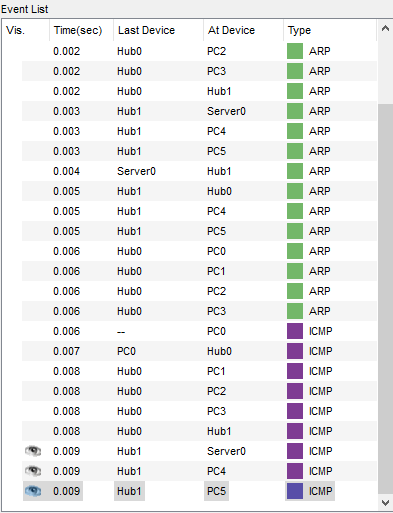 Event List
Vis. Time(sec) Last Device At Device Type
0.002 Hub0 PC2 ARP
0.002 Hub0 PC3 ARP
0.002 Hub0 Hub1 ARP
0.003 Hub1 Server0 ARP
0.003 Hub1 PC4 ARP
0.003 Hub1 PC5 ARP
0.004 Server0 Hub1 ARP
0.005 Hub1 Hub0 ARP
0.005 Hub1 PC4 ARP
0.005 Hub1 PC5 ARP
0.006 Hub0 PC0 ARP
0.006 Hub0 PC1 ARP
0.006 Hub0 PC2 ARP
0.006 Hub0 PC3 ARP
0.006 -- PC0 ICMP
0.007 PC0 Hub0 ICMP
0.008 Hub0 PC1 ICMP
0.008 Hub0 PC2 ICMP
0.008 Hub0 PC3 ICMP
0.008 Hub0 Hub1 ICMP
0.009 Hub1 Server0 ICMP
0.009 Hub1 PC4 ICMP
0.009 Hub1 PC5 ICMP